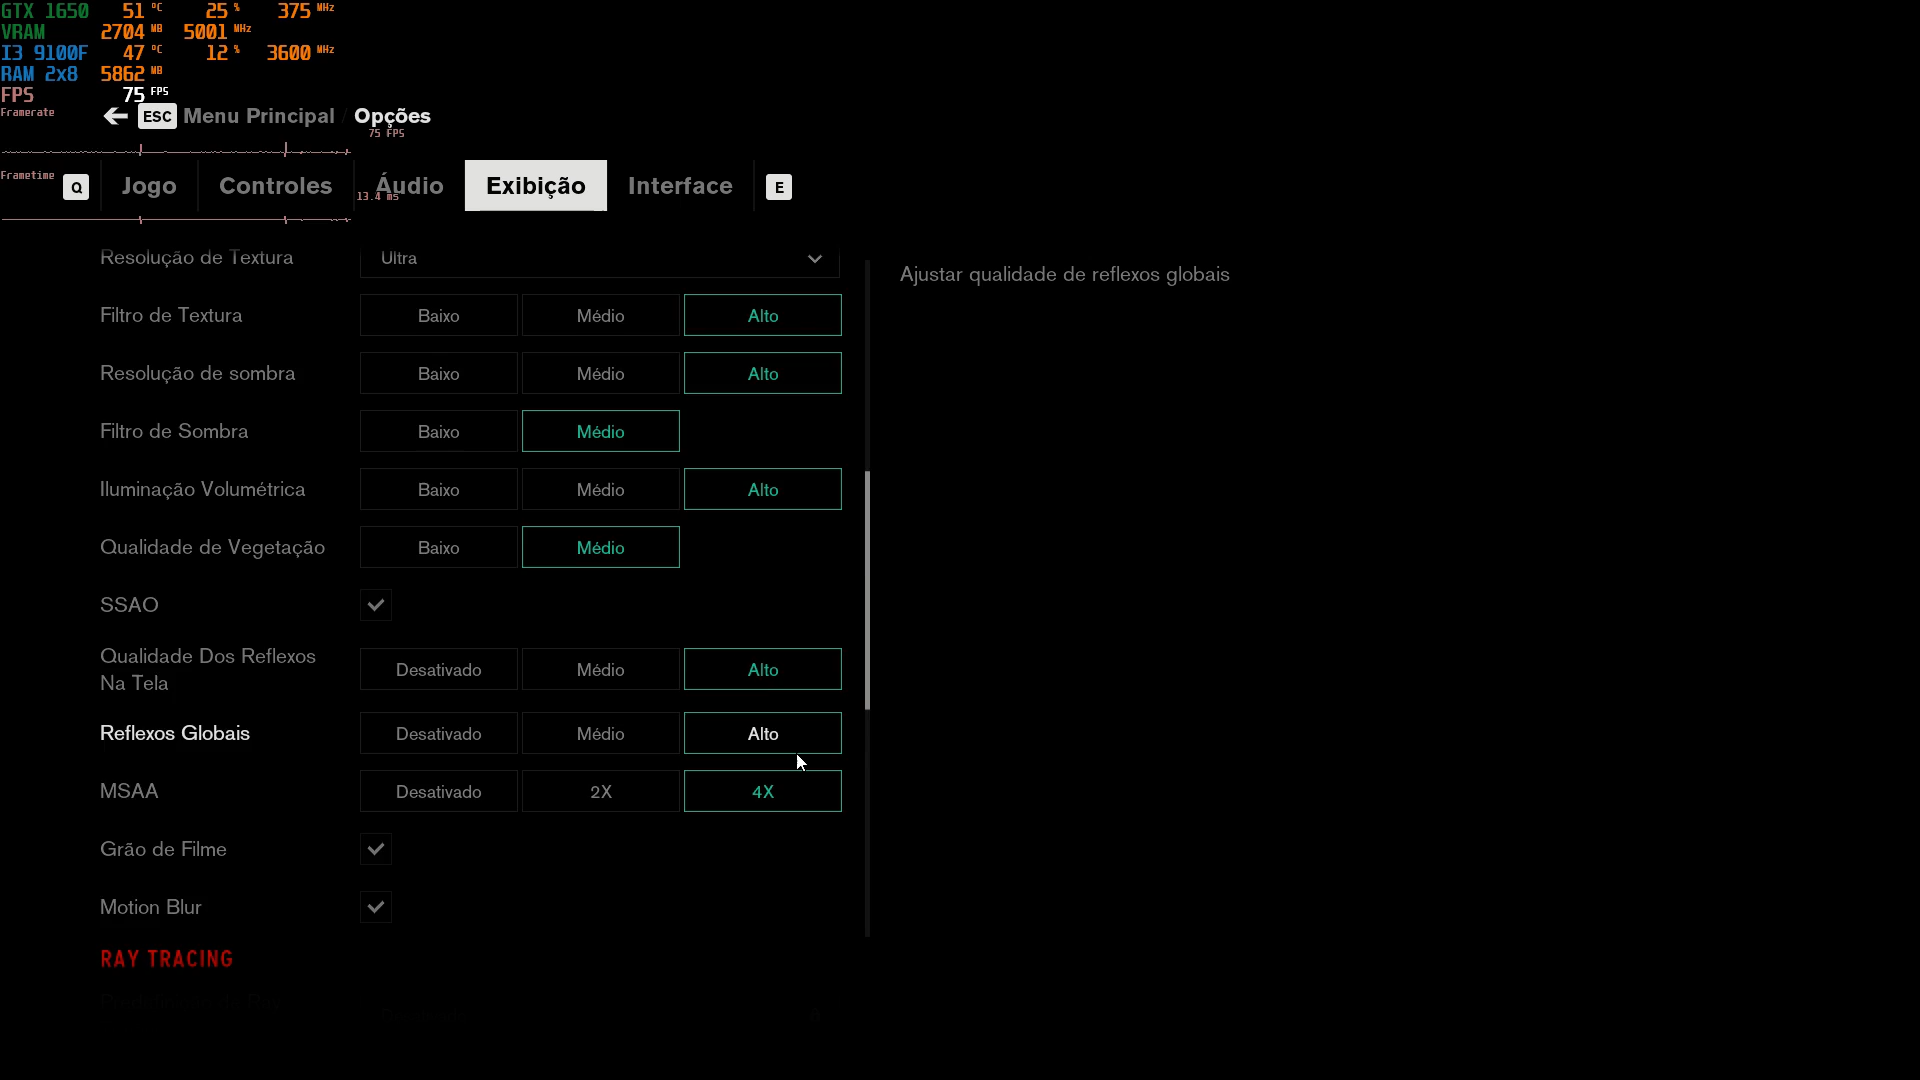 GTX 1650 51 °C 25 % 375 MHz
VRAM 2704 MB 5001 MHz
I3 9100F 47 °C 12 % 3600 MHz
RAM 2x8 5862 MB
FPS 75 FPS
Framerate
ESC Menu Principal / Opções
75 FPS
Frametime
Q Jogo Controles Áudio Exibição Interface E
13.4 ms
Resolução de Textura Ultra
Ajustar qualidade de reflexos globais
Filtro de Textura Baixo Médio Alto
Resolução de sombra Baixo Médio Alto
Filtro de Sombra Baixo Médio
Iluminação Volumétrica Baixo Médio Alto
Qualidade de Vegetação Baixo Médio
SSAO
Qualidade Dos Reflexos
Na Tela
Desativado Médio Alto
Reflexos Globais Desativado Médio Alto
MSAA Desativado 2X 4X
Grão de Filme
Motion Blur
RAY TRACING